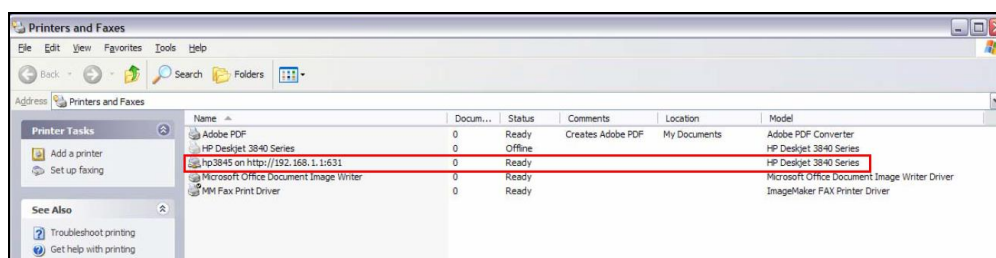 Printers and Faxes
File Edit View Favorites Tools Help
Back Search Folders
Address Printers and Faxes
Printer Tasks
Add a printer
Set up faxing
See Also
Troubleshoot printing
Get help with printing
Name Docum... Status Comments Location Model
Adobe PDF 0 Ready Creates Adobe PDF My Documents Adobe PDF Converter
HP Deskjet 3840 Series 0 Offline HP Deskjet 3840 Series
hp3845 on http://192.168.1.1:631 0 Ready HP Deskjet 3840 Series
Microsoft Office Document Image Writer 0 Ready Microsoft Office Document Image Writer Driver
MM Fax Print Driver 0 Ready ImageMaker FAX Printer Driver